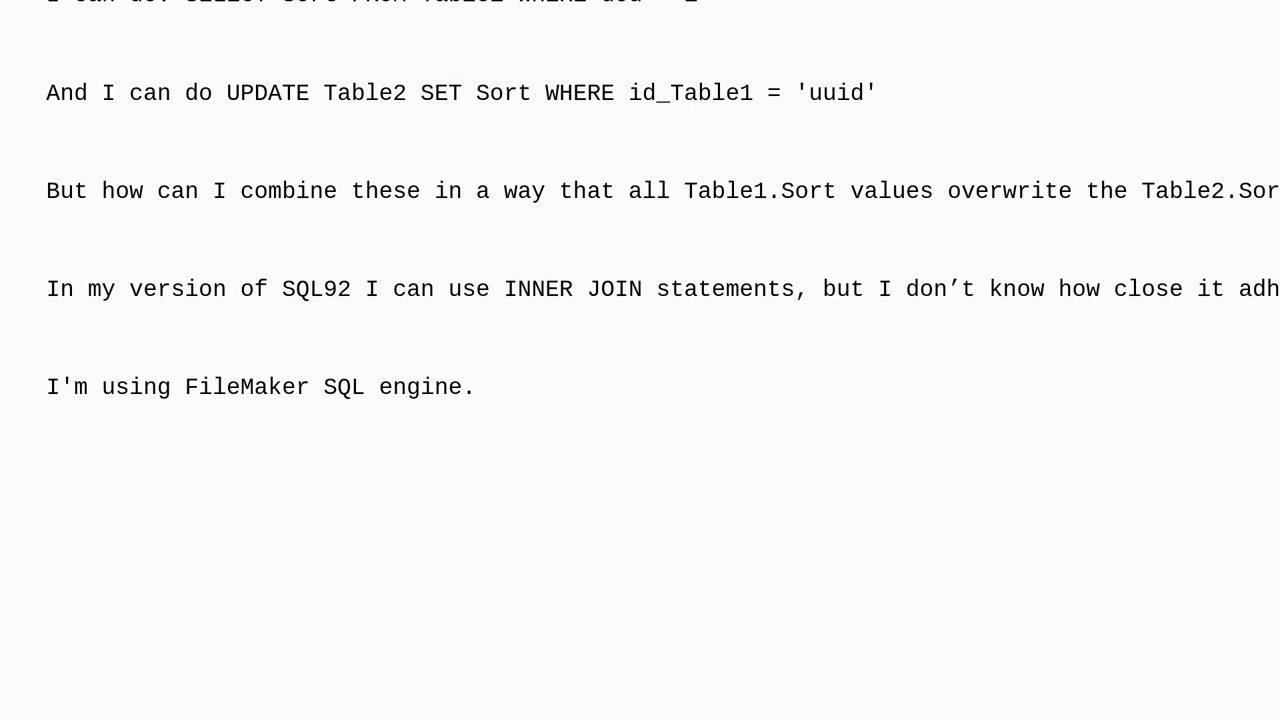 And I can do UPDATE Table2 SET Sort WHERE id_Table1 = 'uuid'
But how can I combine these in a way that all Table1.Sort values overwrite the Table2.Sor
In my version of SQL92 I can use INNER JOIN statements, but I don’t know how close it adh
I'm using FileMaker SQL engine.